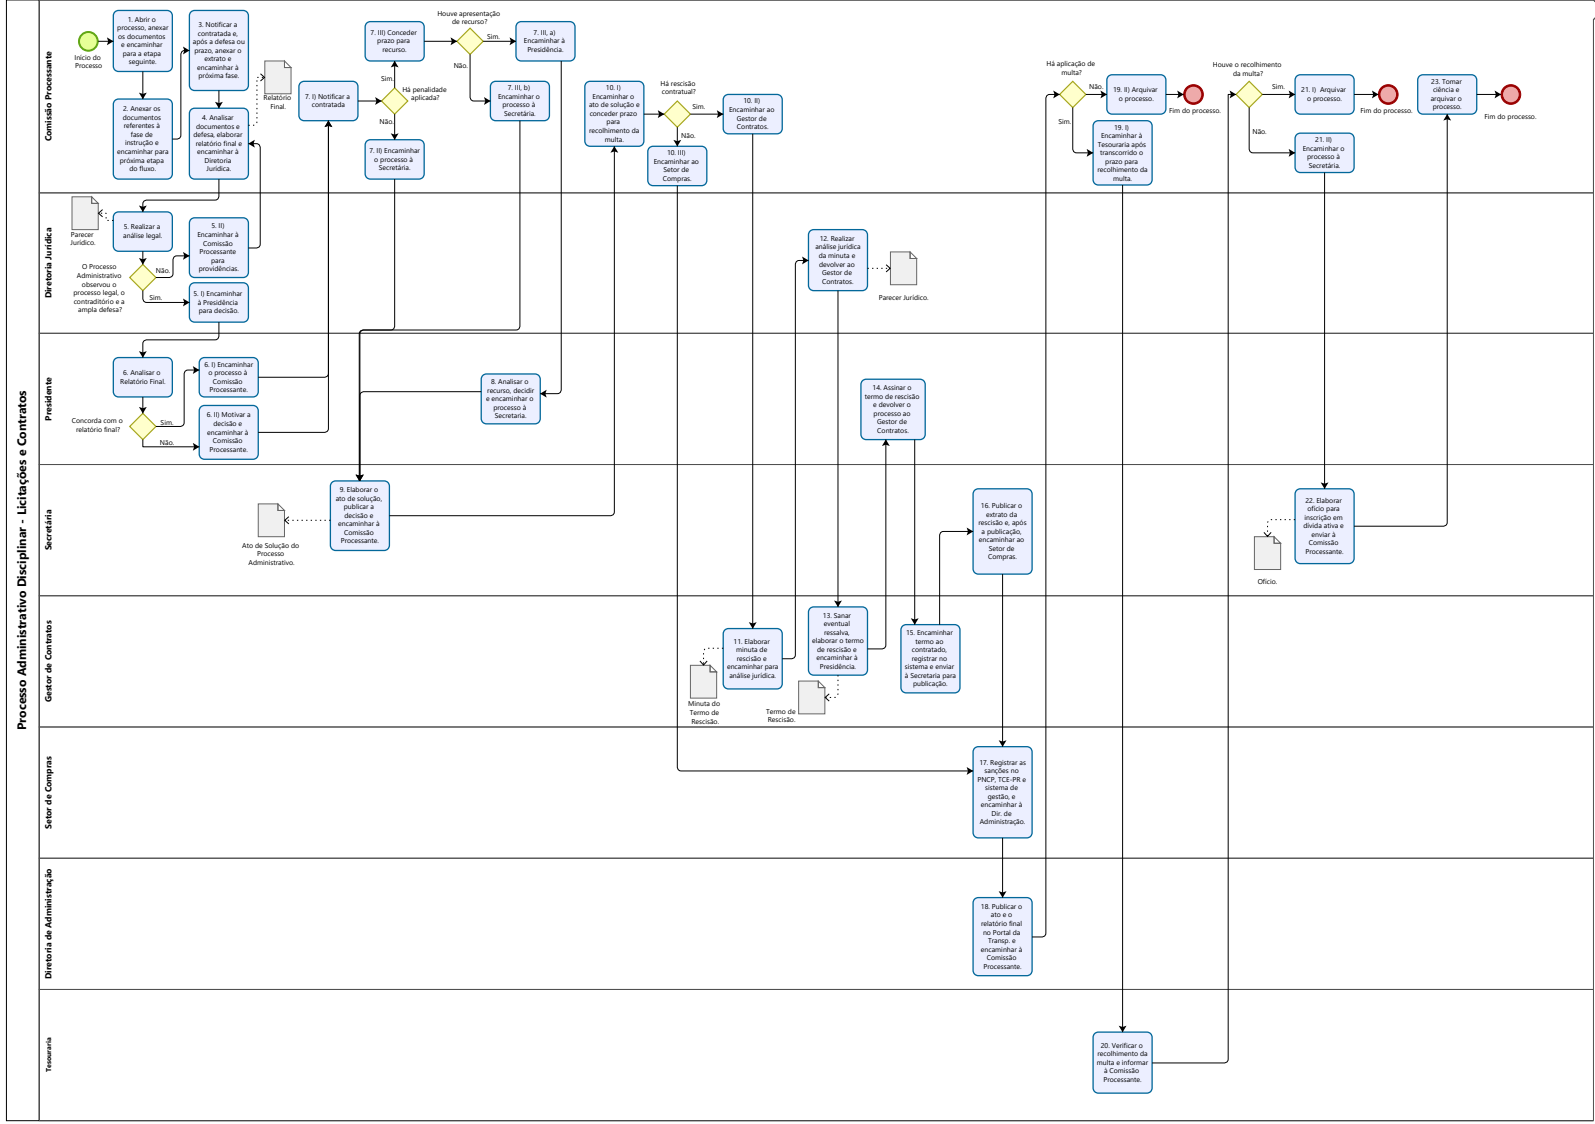 Processo Administrativo Disciplinar - Licitações e Contratos
Comissão Processante
Início do
Processo
1. Abrir o
processo, anexar
os documentos
e encaminhar
para a etapa
seguinte.
2. Anexar os
documentos
referentes à
fase de
instrução e
encaminhar para
próxima etapa
do fluxo.
3. Notificar a
contratada e,
após a defesa ou
prazo, anexar o
extrato e
encaminhar à
próxima fase.
4. Analisar
documentos e
defesa, elaborar
relatório final e
encaminhar à
Diretoria
Jurídica.
Relatório
Final.
7. I) Notificar a
contratada
Há penalidade
aplicada?
Sim.
Não.
7. III) Conceder
prazo para
recurso.
7. II) Encaminhar
o processo à
Secretária.
Houve apresentação
de recurso?
Sim.
Não.
7. III, a)
Encaminhar à
Presidência.
7. III, b)
Encaminhar o
processo à
Secretária.
10. I)
Encaminhar o
ato de solução e
conceder prazo
para
recolhimento da
multa.
Há rescisão
contratual?
Sim.
Não.
10. II)
Encaminhar ao
Gestor de
Contratos.
10. III)
Encaminhar ao
Setor de
Compras.
Há aplicação de
multa?
Não.
Sim.
19. II) Arquivar
o processo.
Fim do processo.
19. I)
Encaminhar à
Tesouraria após
transcorrido o
prazo para
recolhimento da
multa.
Houve o recolhimento
da multa?
Sim.
Não.
21. I) Arquivar
o processo.
Fim do processo.
21. II)
Encaminhar o
processo à
Secretária.
23. Tomar
ciência e
arquivar o
processo.
Fim do processo.
Diretoria Jurídica
Parecer
Jurídico.
5. Realizar a
análise legal.
O Processo
Administrativo
observou o
processo legal, o
contraditório e a
ampla defesa?
Não.
Sim.
5. II)
Encaminhar à
Comissão
Processante
para
providências.
5. I) Encaminhar
à Presidência
para decisão.
12. Realizar
análise jurídica
da minuta e
devolver ao
Gestor de
Contratos.
Parecer Jurídico.
Presidente
6. Analisar o
Relatório Final.
Concorda com o
relatório final?
Sim.
Não.
6. I) Encaminhar
o processo à
Comissão
Processante.
6. II) Motivar a
decisão e
encaminhar à
Comissão
Processante.
8. Analisar o
recurso, decidir
e encaminhar o
processo à
Secretaria.
14. Assinar o
termo de rescisão
e devolver o
processo ao
Gestor de
Contratos.
Secretária
Ato de Solução do
Processo
Administrativo.
9. Elaborar o
ato de solução,
publicar a
decisão e
encaminhar à
Comissão
Processante.
16. Publicar o
extrato da
rescisão e, após
a publicação,
encaminhar ao
Setor de
Compras.
22. Elaborar
ofício para
inscrição em
dívida ativa e
enviar à
Comissão
Processante.
Ofício.
Gestor de Contratos
Minuta do
Termo de
Rescisão.
11. Elaborar
minuta de
rescisão e
encaminhar para
análise jurídica.
13. Sanar
eventual
ressalva,
elaborar o termo
de rescisão e
encaminhar à
Presidência.
Termo de
Rescisão.
15. Encaminhar
termo ao
contratado,
registrar no
sistema e enviar
à Secretaria para
publicação.
Setor de Compras
17. Registrar as
sanções no
PNCP, TCE-PR e
sistema de
gestão, e
encaminhar à
Dir. de
Administração.
Diretoria de Administração
18. Publicar o
ato e o
relatório final
no Portal da
Transp. e
encaminhar à
Comissão
Processante.
Tesouraria
20. Verificar o
recolhimento da
multa e informar
à Comissão
Processante.